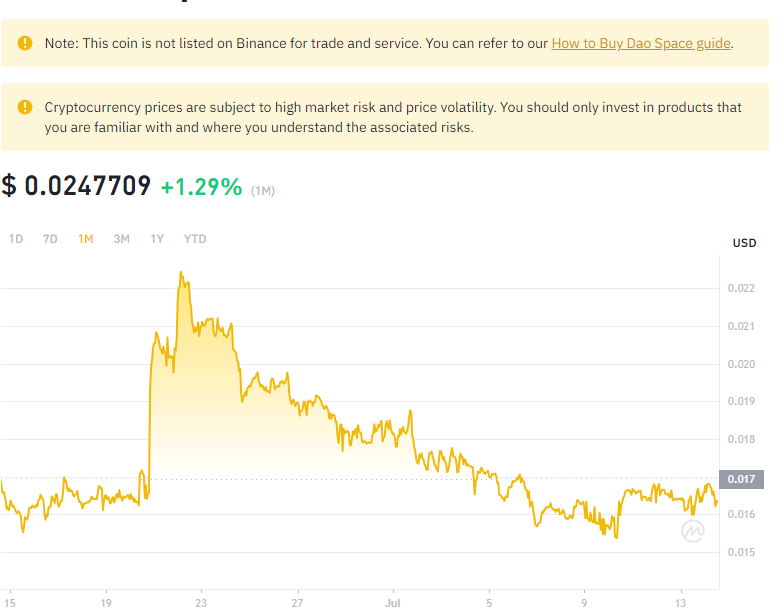 Note: This coin is not listed on Binance for trade and service. You can refer to our How to Buy Dao Space guide.
Cryptocurrency prices are subject to high market risk and price volatility. You should only invest in products that
you are familiar with and where you understand the associated risks.
$ 0.0247709 +1.29% (1M)
1D 7D 1M 3M 1Y YTD
USD
0.022
0.021
0.020
0.019
0.018
0.017
0.016
0.015
15 19 23 27 Jul 5 9 13